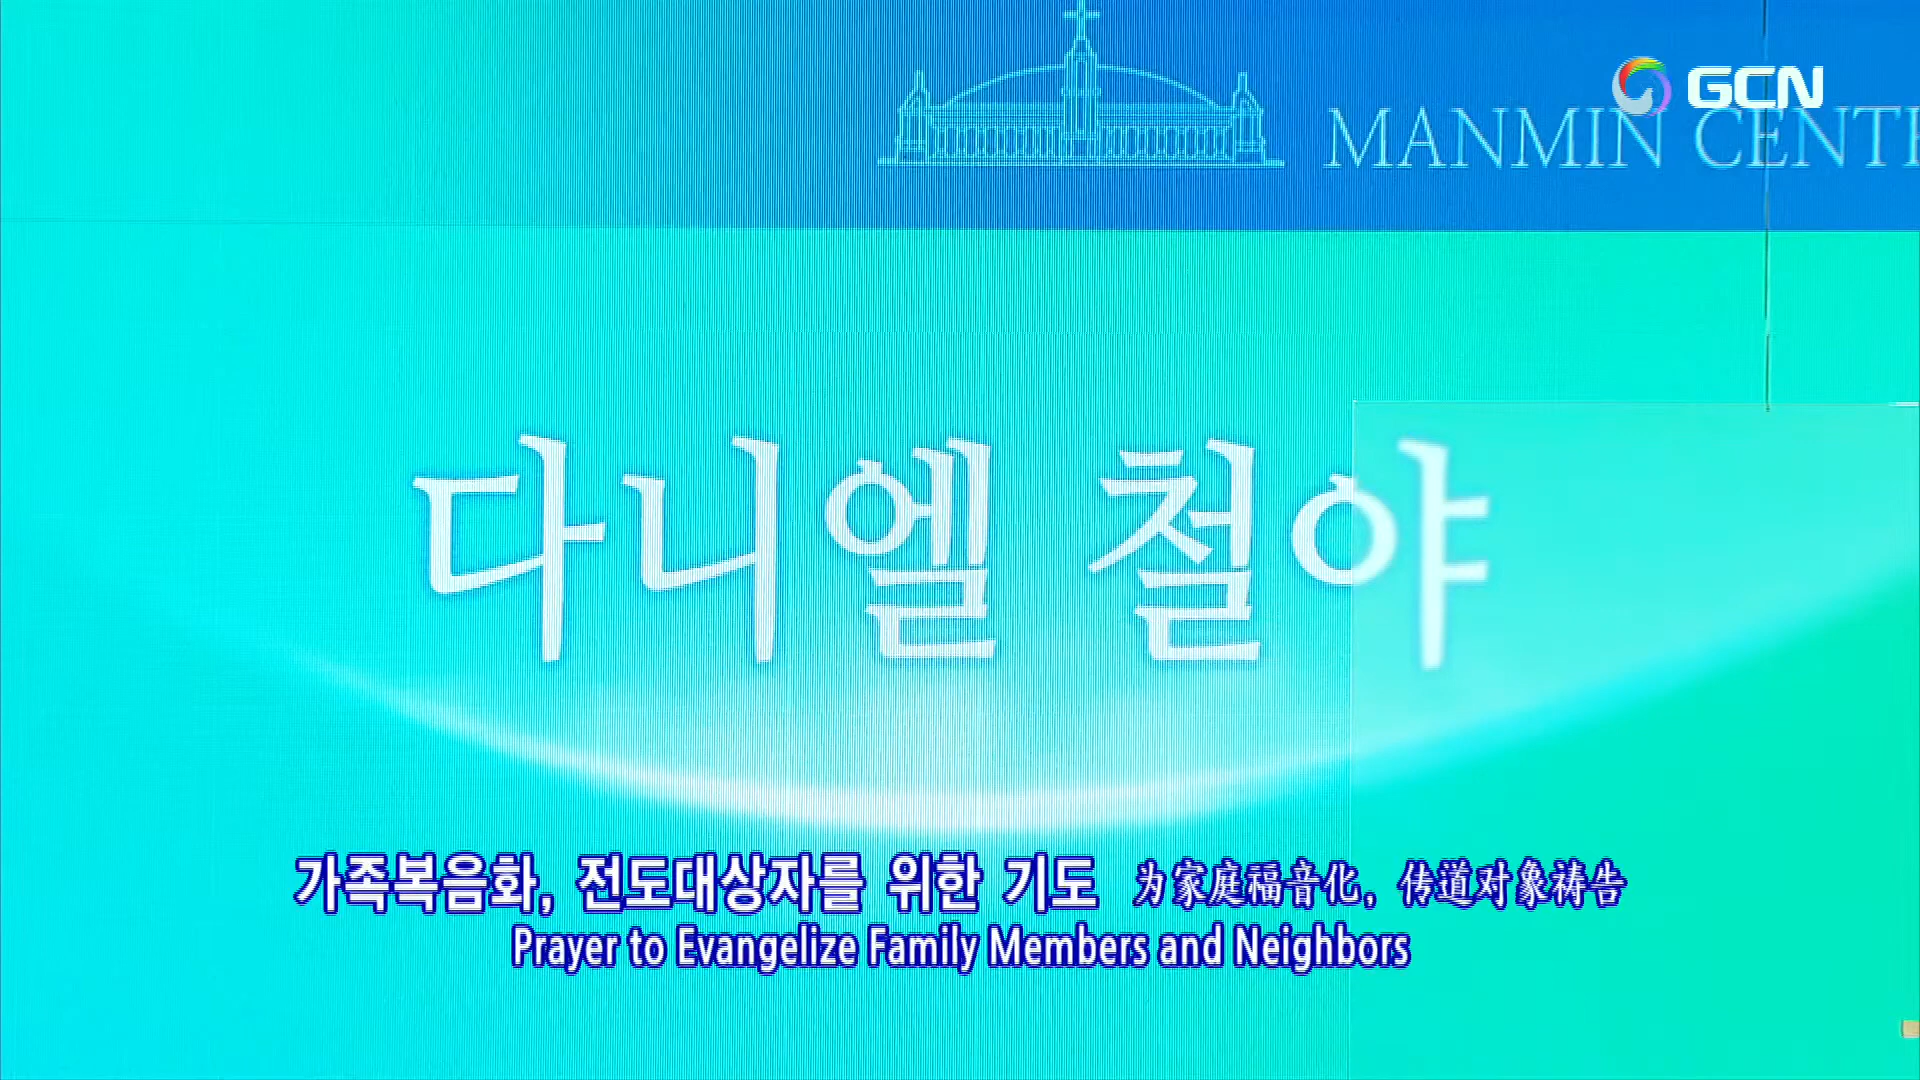 GCN
MANMIN
다니엘 철야
가족복음화, 전도대상자를 위한 기도 为家庭福音化, 传道对象祷告
Prayer to Evangelize Family Members and Neighbors